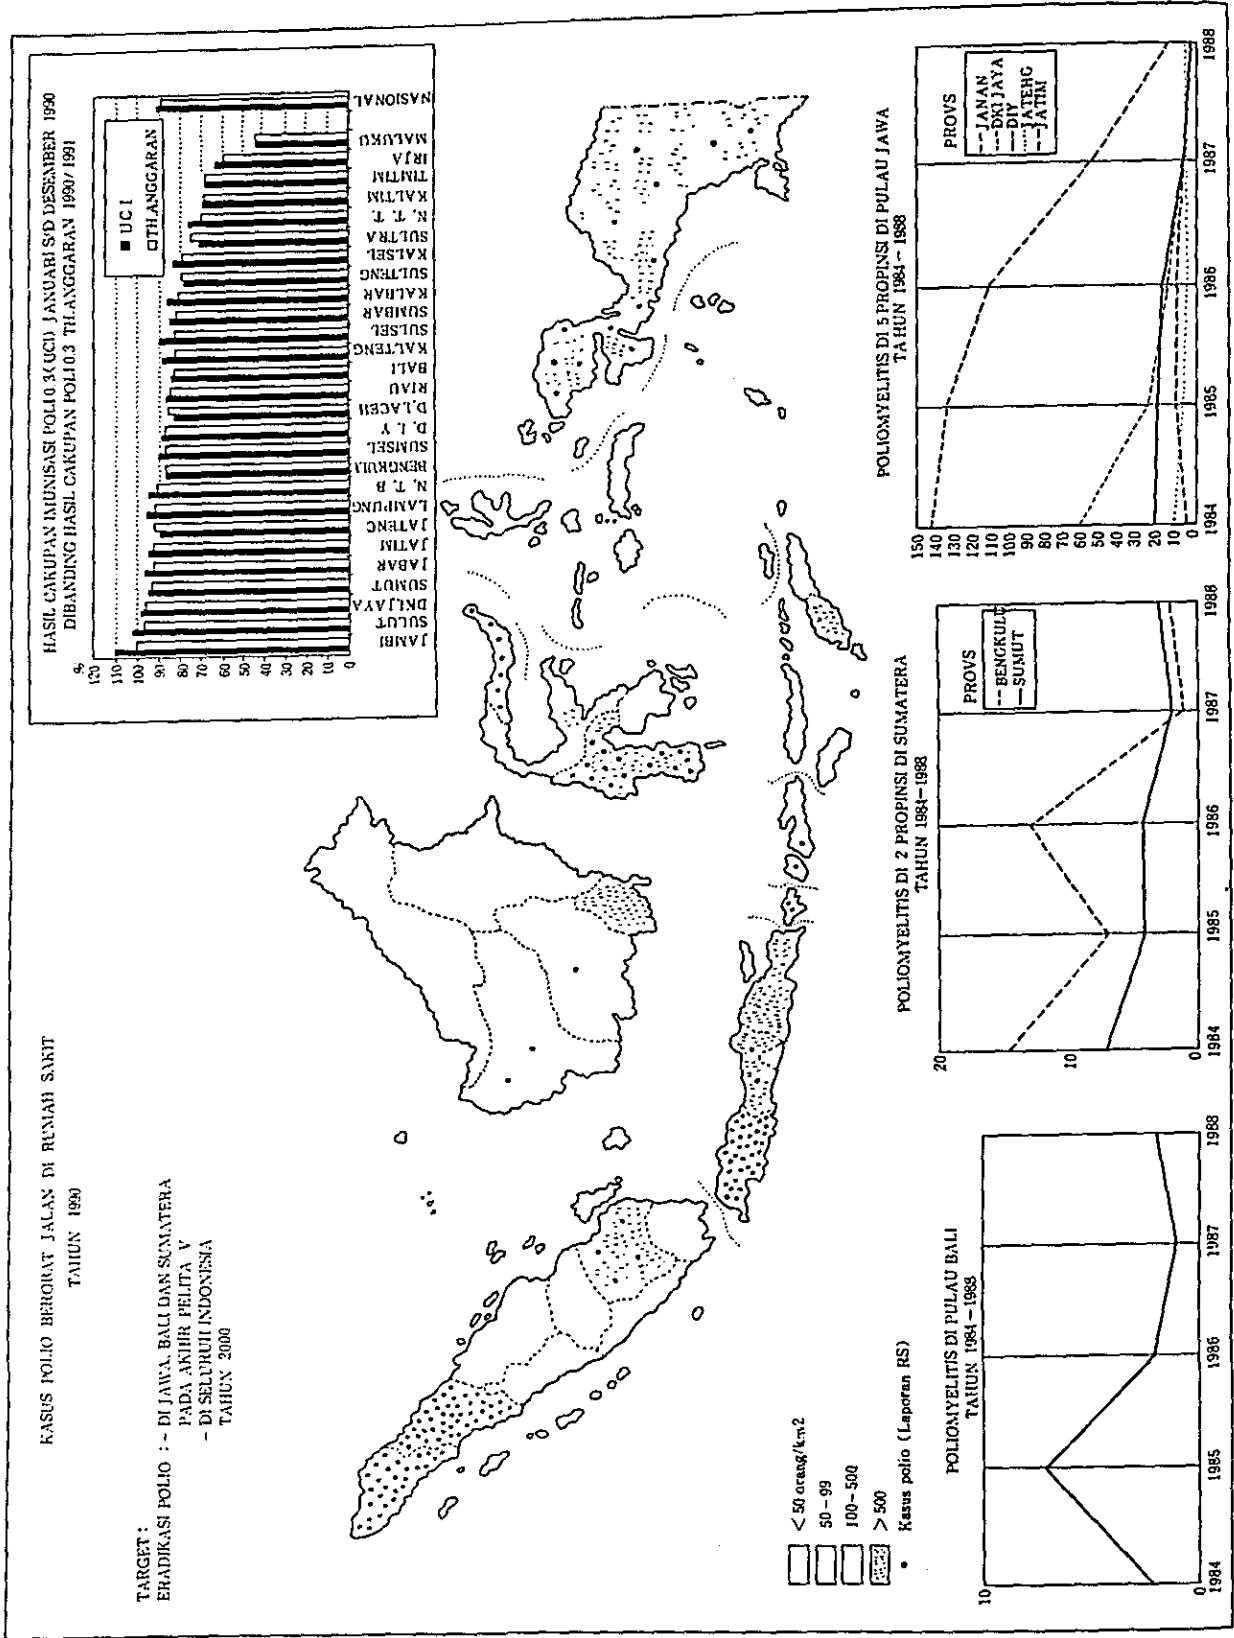 KASUS POLIO BEROBAT JALAN DI RUMAH SAKIT
TAHUN 1990
TARGET :
ERADIKASI POLIO : - DI JAWA, BALI DAN SUMATERA
PADA AKHIR PELITA V
- DI SELURUH INDONESIA
TAHUN 2000
HASIL CAKUPAN IMUNISASI POLIO 3 (UCI) JANUARI S/D DESEMBER 1990
DIBANDING HASIL CAKUPAN POLIO 3 TH. ANGGARAN 1990/1991
%
120
110
100
90
80
70
60
50
40
30
20
10
0
UCI
TH.ANGGARAN
JAMBI
SULUT
DKI.JAYA
SUMUT
JABAR
JATIM
JATENG
LAMPUNG
N. T. B
BENGKULU
SUMSEL
D. I. Y
D.I.ACEH
RIAU
BALI
KALTENG
SULSEL
SUMBAR
KALBAR
SULTENG
KALSEL
SULTRA
N. T. T.
KALTIM
TIMTIM
IRJA
MALUKU
NASIONAL
< 50 orang/km2
50 - 99
100 - 500
> 500
Kasus polio (Laporan RS)
POLIOMYELITIS DI PULAU BALI
TAHUN 1984 - 1988
10
0
1984
1985
1986
1987
1988
POLIOMYELITIS DI 2 PROPINSI DI SUMATERA
TAHUN 1984 - 1988
PROVS
BENGKULU
SUMUT
20
10
0
1984
1985
1986
1987
1988
POLIOMYELITIS DI 5 PROPINSI DI PULAU JAWA
TAHUN 1984 - 1988
PROVS
JANAN
DKI JAYA
DIY
JATENG
JATIM
150
140
130
120
110
100
90
80
70
60
50
40
30
20
10
0
1984
1985
1986
1987
1988